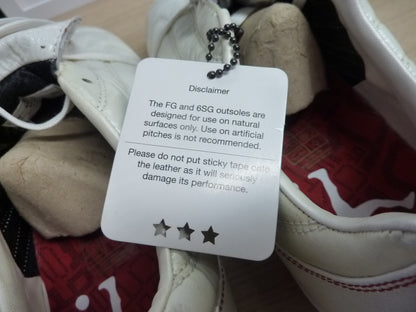 Disclaimer
The FG and 6SG outsoles are
designed for use on natural
surfaces only. Use on artificial
pitches is not recommended.
Please do not put sticky tape onto
the leather as it will seriously
damage its performance.